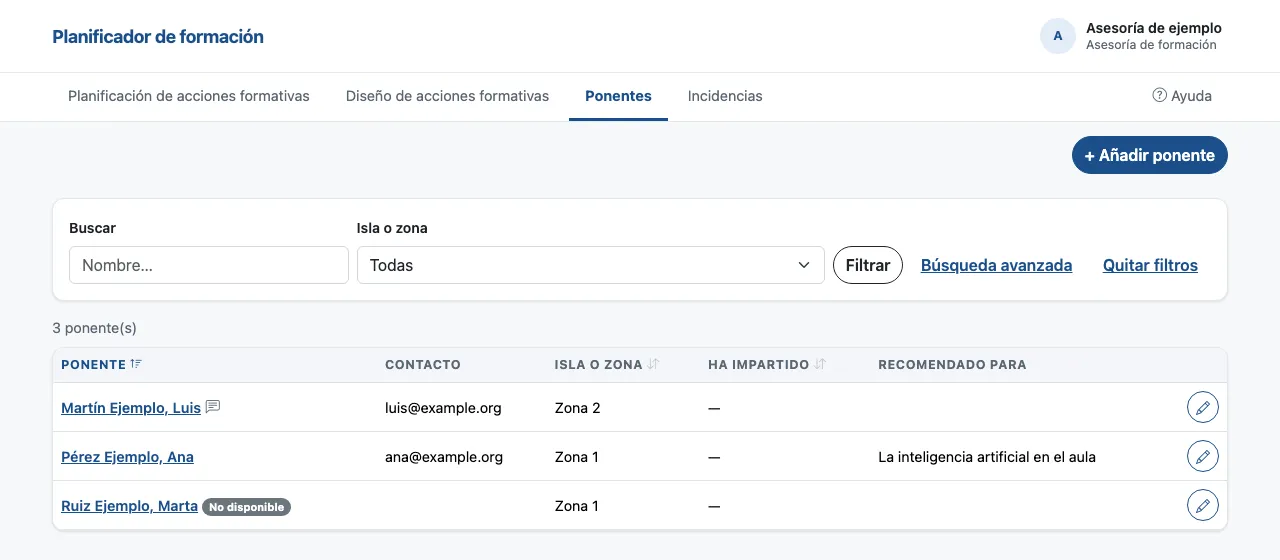 Planificador de formación
A
Asesoría de ejemplo
Asesoría de formación
Planificación de acciones formativas Diseño de acciones formativas Ponentes Incidencias ? Ayuda
+ Añadir ponente
Buscar Isla o zona
Nombre... Todas Filtrar Búsqueda avanzada Quitar filtros
3 ponente(s)
PONENTE CONTACTO ISLA O ZONA HA IMPARTIDO RECOMENDADO PARA
Martín Ejemplo, Luis luis@example.org Zona 2 —
Pérez Ejemplo, Ana ana@example.org Zona 1 — La inteligencia artificial en el aula
Ruiz Ejemplo, Marta No disponible Zona 1 —